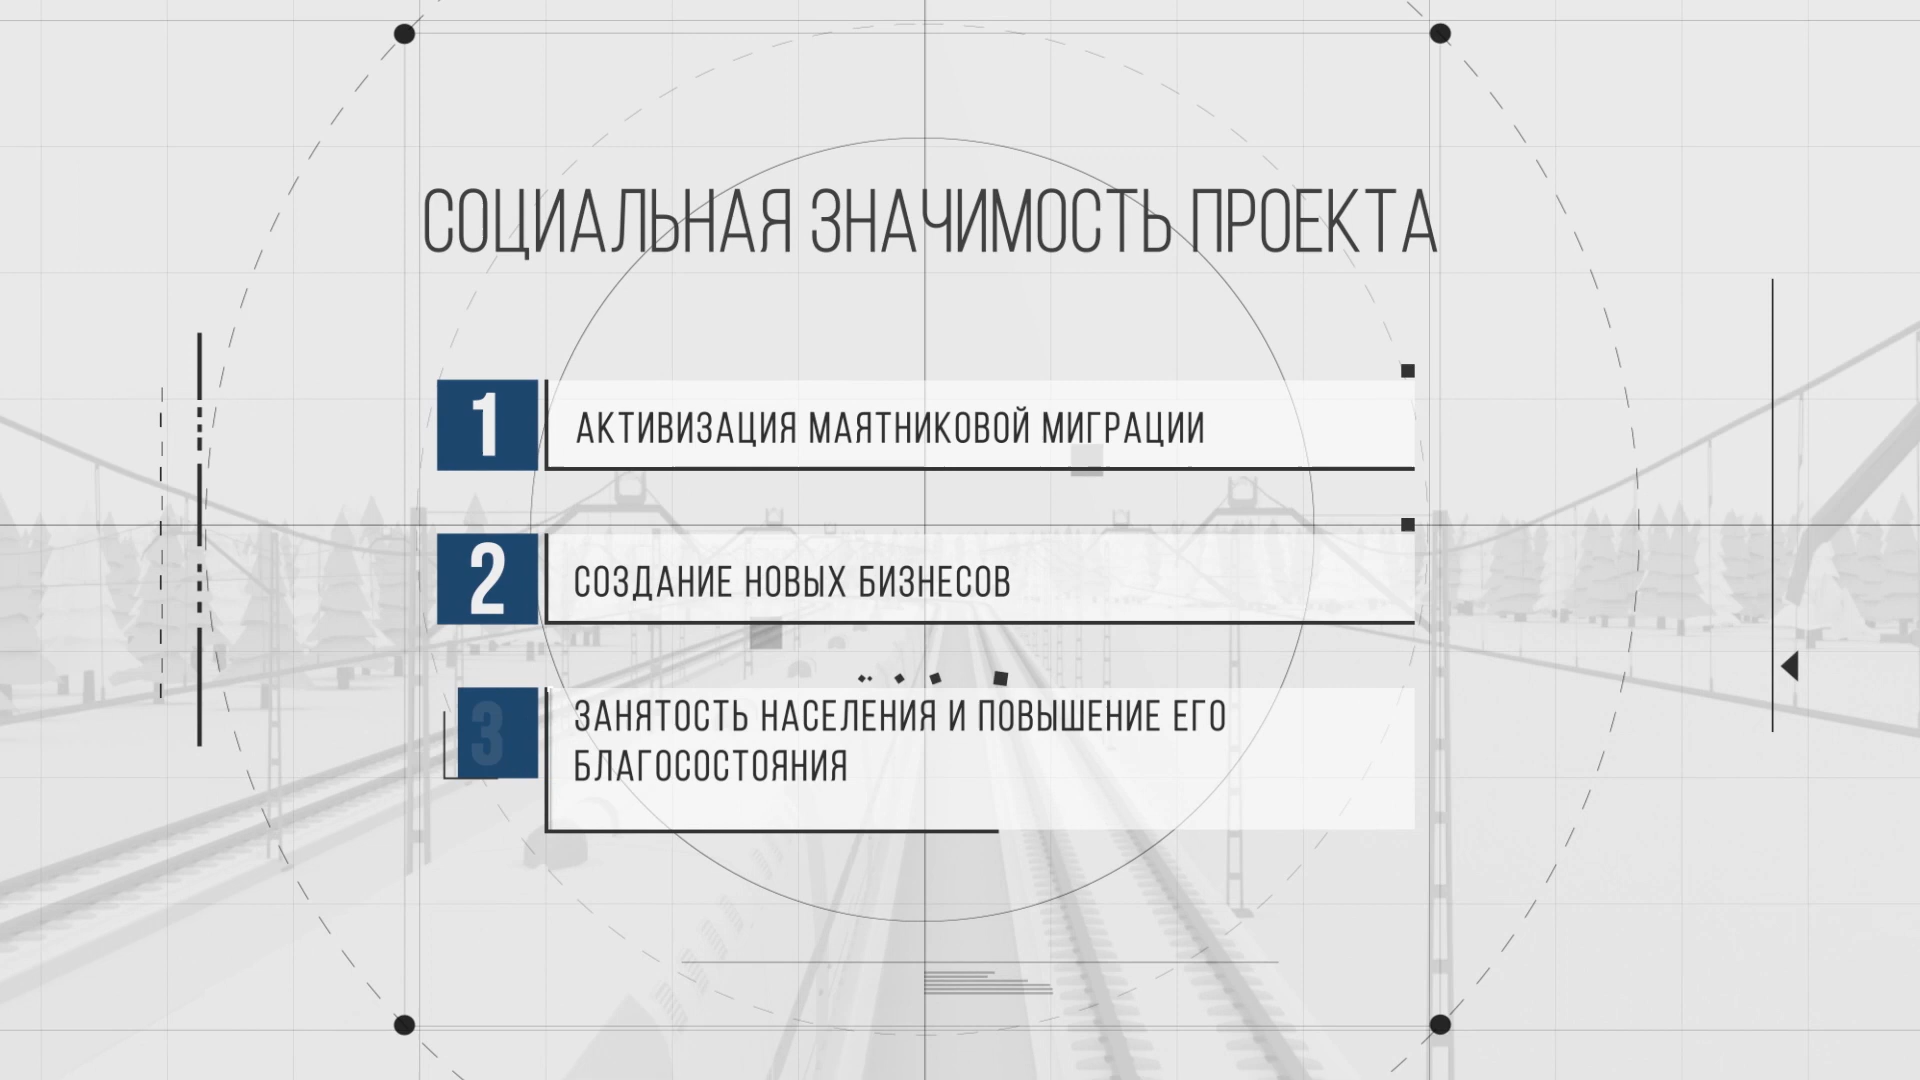 СОЦИАЛЬНАЯ ЗНАЧИМОСТЬ ПРОЕКТА
1 АКТИВИЗАЦИЯ МАЯТНИКОВОЙ МИГРАЦИИ
2 СОЗДАНИЕ НОВЫХ БИЗНЕСОВ
3 ЗАНЯТОСТЬ НАСЕЛЕНИЯ И ПОВЫШЕНИЕ ЕГО
БЛАГОСОСТОЯНИЯ